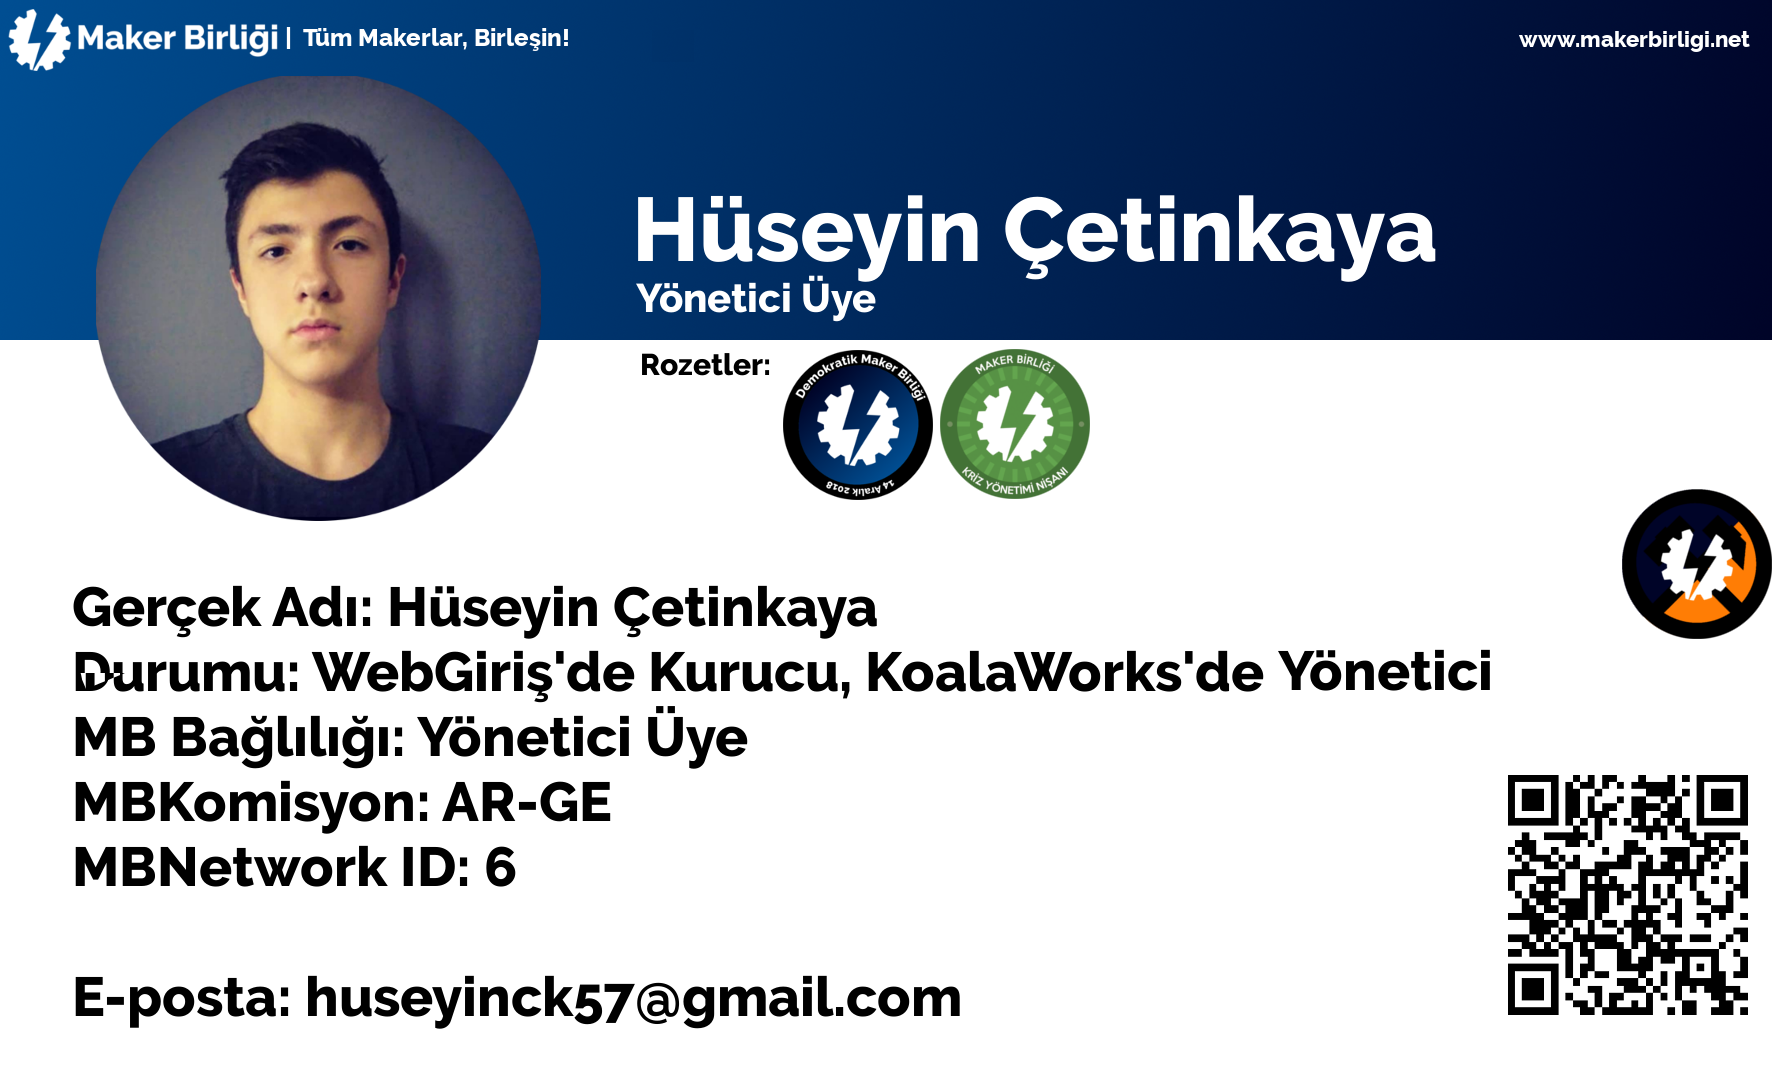 Maker Birliği | Tüm Makerlar, Birleşin!
www.makerbirligi.net
Hüseyin Çetinkaya
Yönetici Üye
Rozetler:
Demokratik Maker Birliği
14 Aralık 2018
MAKER BİRLİĞİ
KRİZ YÖNETİMİ NİŞANI
Gerçek Adı: Hüseyin Çetinkaya
Durumu: WebGiriş'de Kurucu, KoalaWorks'de Yönetici
MB Bağlılığı: Yönetici Üye
MBKomisyon: AR-GE
MBNetwork ID: 6
E-posta: huseyinck57@gmail.com